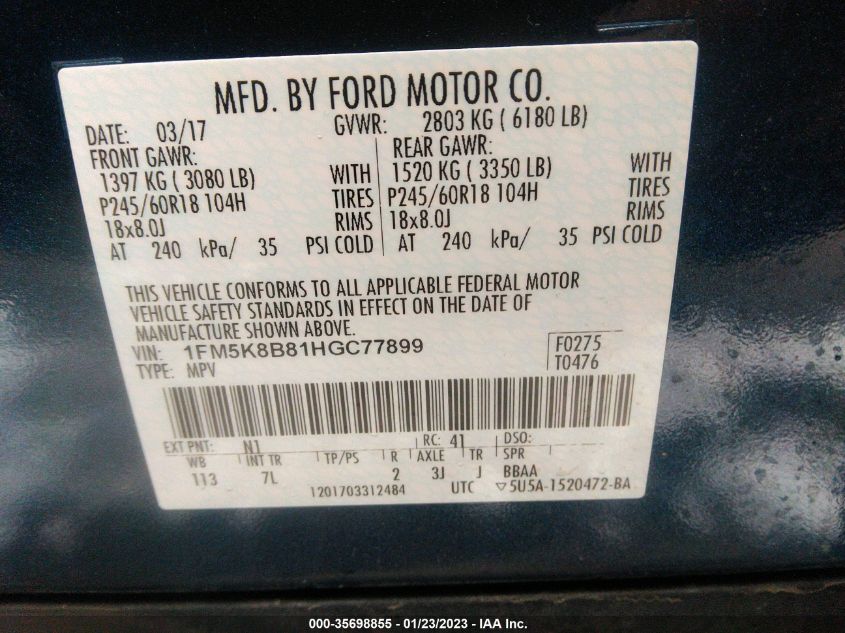 MFD. BY FORD MOTOR CO.
DATE: 03/17 GVWR: 2803 KG ( 6180 LB)
FRONT GAWR: REAR GAWR:
1397 KG ( 3080 LB) WITH 1520 KG ( 3350 LB) WITH
P245/60R18 104H TIRES P245/60R18 104H TIRES
18x8.0J RIMS 18x8.0J RIMS
AT 240 kPa/ 35 PSI COLD AT 240 kPa/ 35 PSI COLD
THIS VEHICLE CONFORMS TO ALL APPLICABLE FEDERAL MOTOR
VEHICLE SAFETY STANDARDS IN EFFECT ON THE DATE OF
MANUFACTURE SHOWN ABOVE.
VIN: 1FM5K8B81HGC77899 F0275
TYPE: MPV T0476
EXT PNT: N1 RC: 41 DSO:
WB INT TR TP/PS R AXLE TR SPR
113 7L 2 3J J BBAA
1201703312484 UTC ▽5U5A-1520472-BA
000-35698855 / 01/23/2023 / IAA Inc.